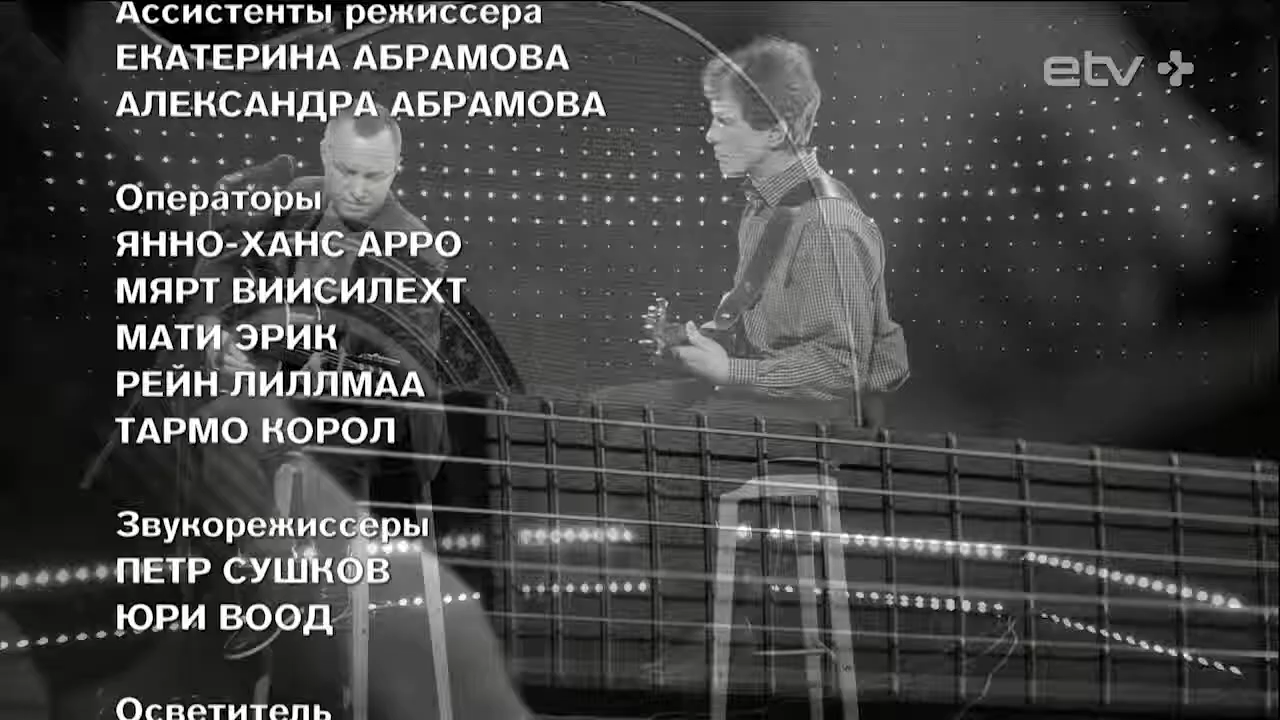 Ассистенты режиссера
ЕКАТЕРИНА АБРАМОВА
АЛЕКСАНДРА АБРАМОВА
etv+
Операторы
ЯННО-ХАНС АРРО
МЯРТ ВИИСИЛЕХТ
МАТИ ЭРИК
РЕЙН ЛИЛЛМАА
ТАРМО КОРОЛ
Звукорежиссеры
ПЕТР СУШКОВ
ЮРИ ВООД
Осветитель